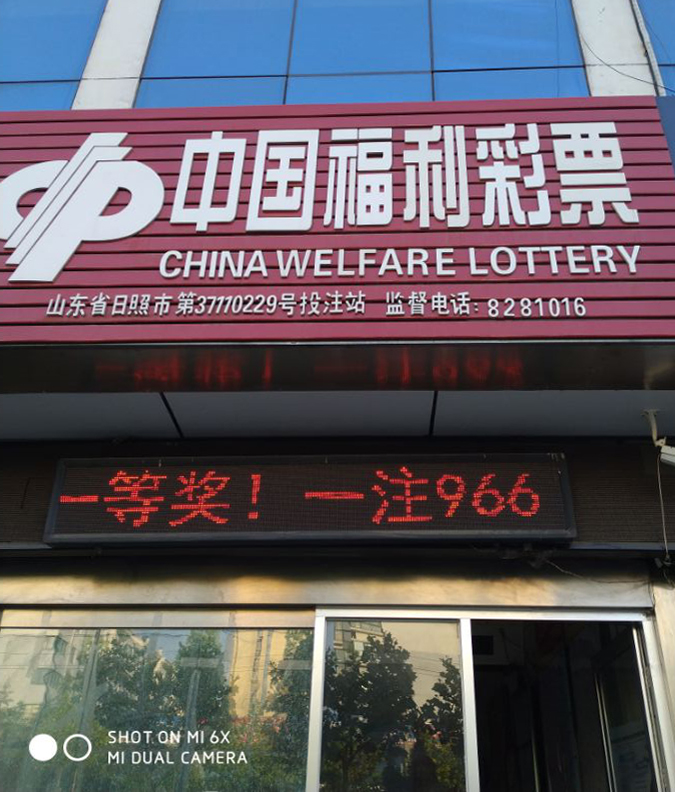 中国福利彩票
CHINA WELFARE LOTTERY
山东省日照市第37110229号投注站 监督电话:8281016
一等奖! 一注966
SHOT ON MI 6X
MI DUAL CAMERA